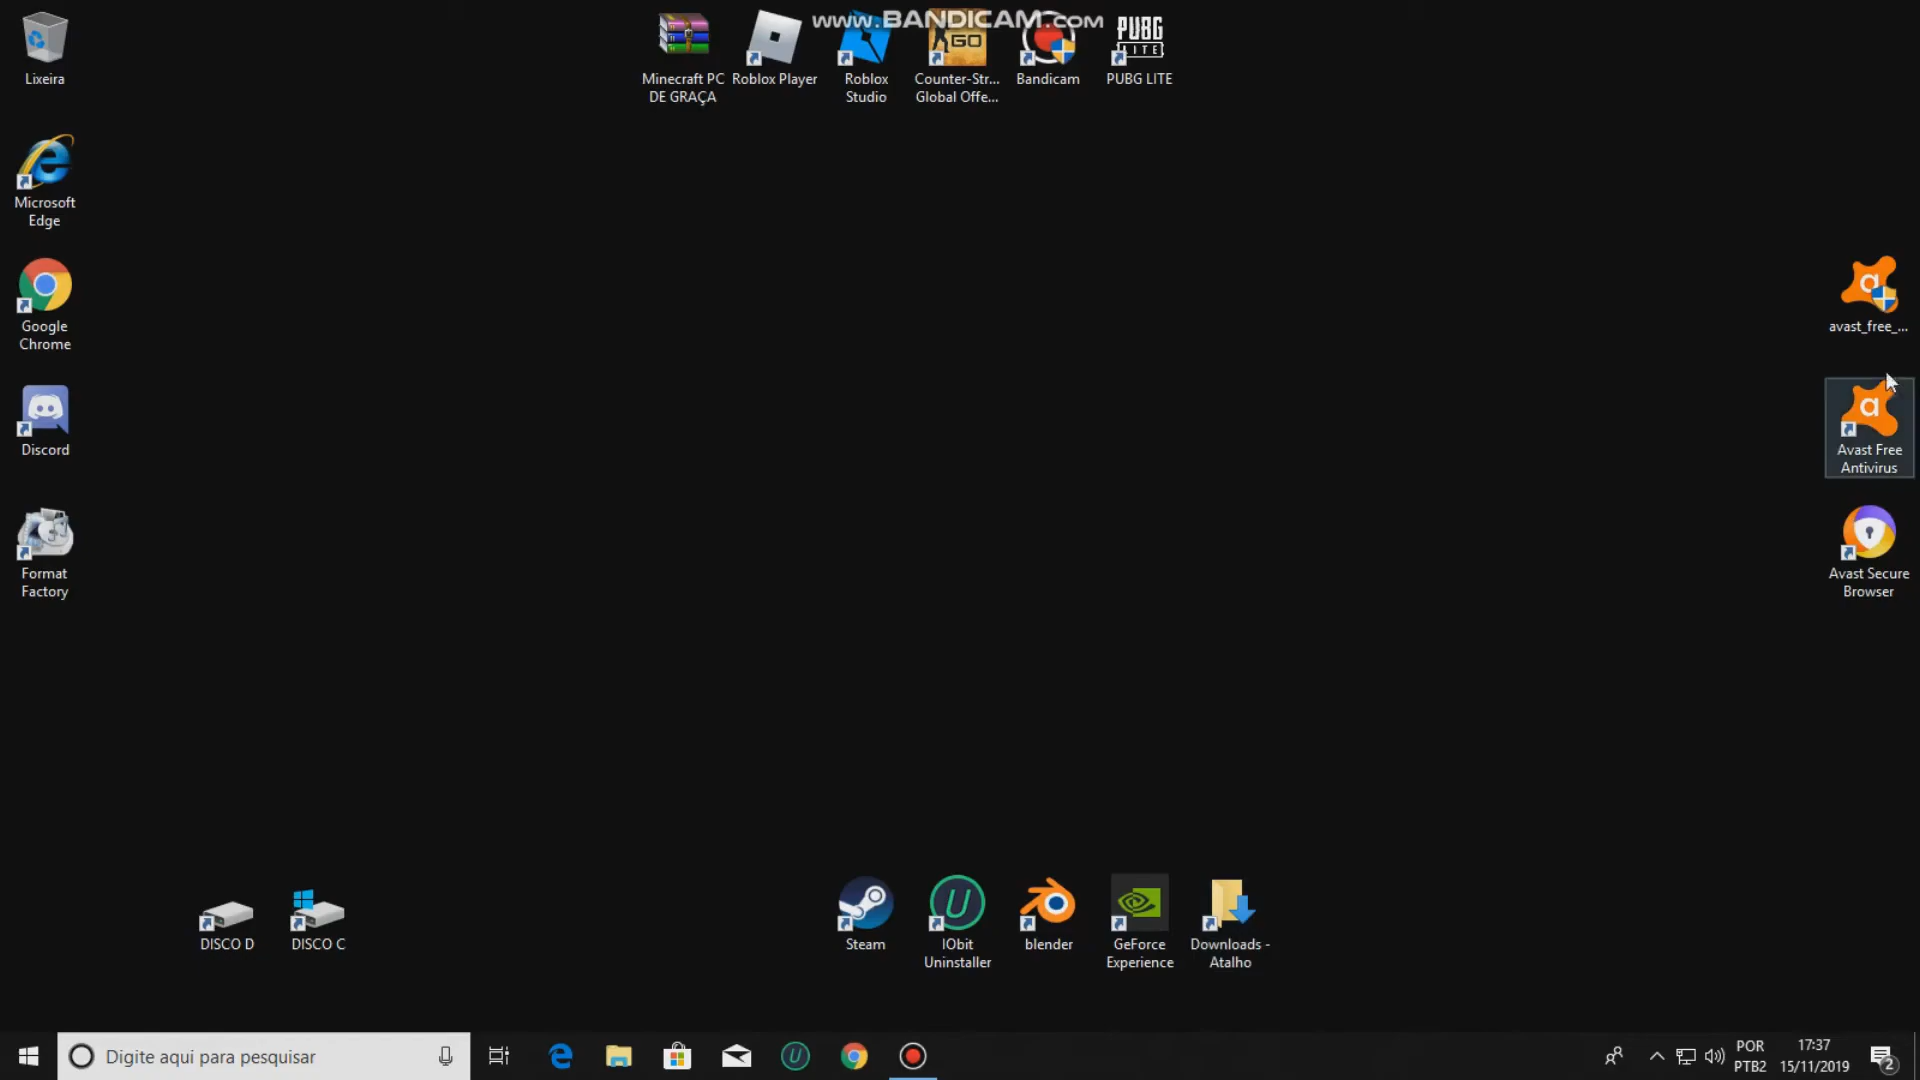 www.BANDICAM.com
Lixeira
Minecraft PC
DE GRAÇA
Roblox Player
Roblox
Studio
GO
Counter-Str...
Global Offe...
Bandicam
PUBG
LITE
PUBG LITE
Microsoft
Edge
Google
Chrome
avast_free_...
Discord
Avast Free
Antivirus
Format
Factory
Avast Secure
Browser
DISCO D
DISCO C
Steam
IObit
Uninstaller
blender
GeForce
Experience
Downloads -
Atalho
Digite aqui para pesquisar
POR
PTB2
17:37
15/11/2019
2